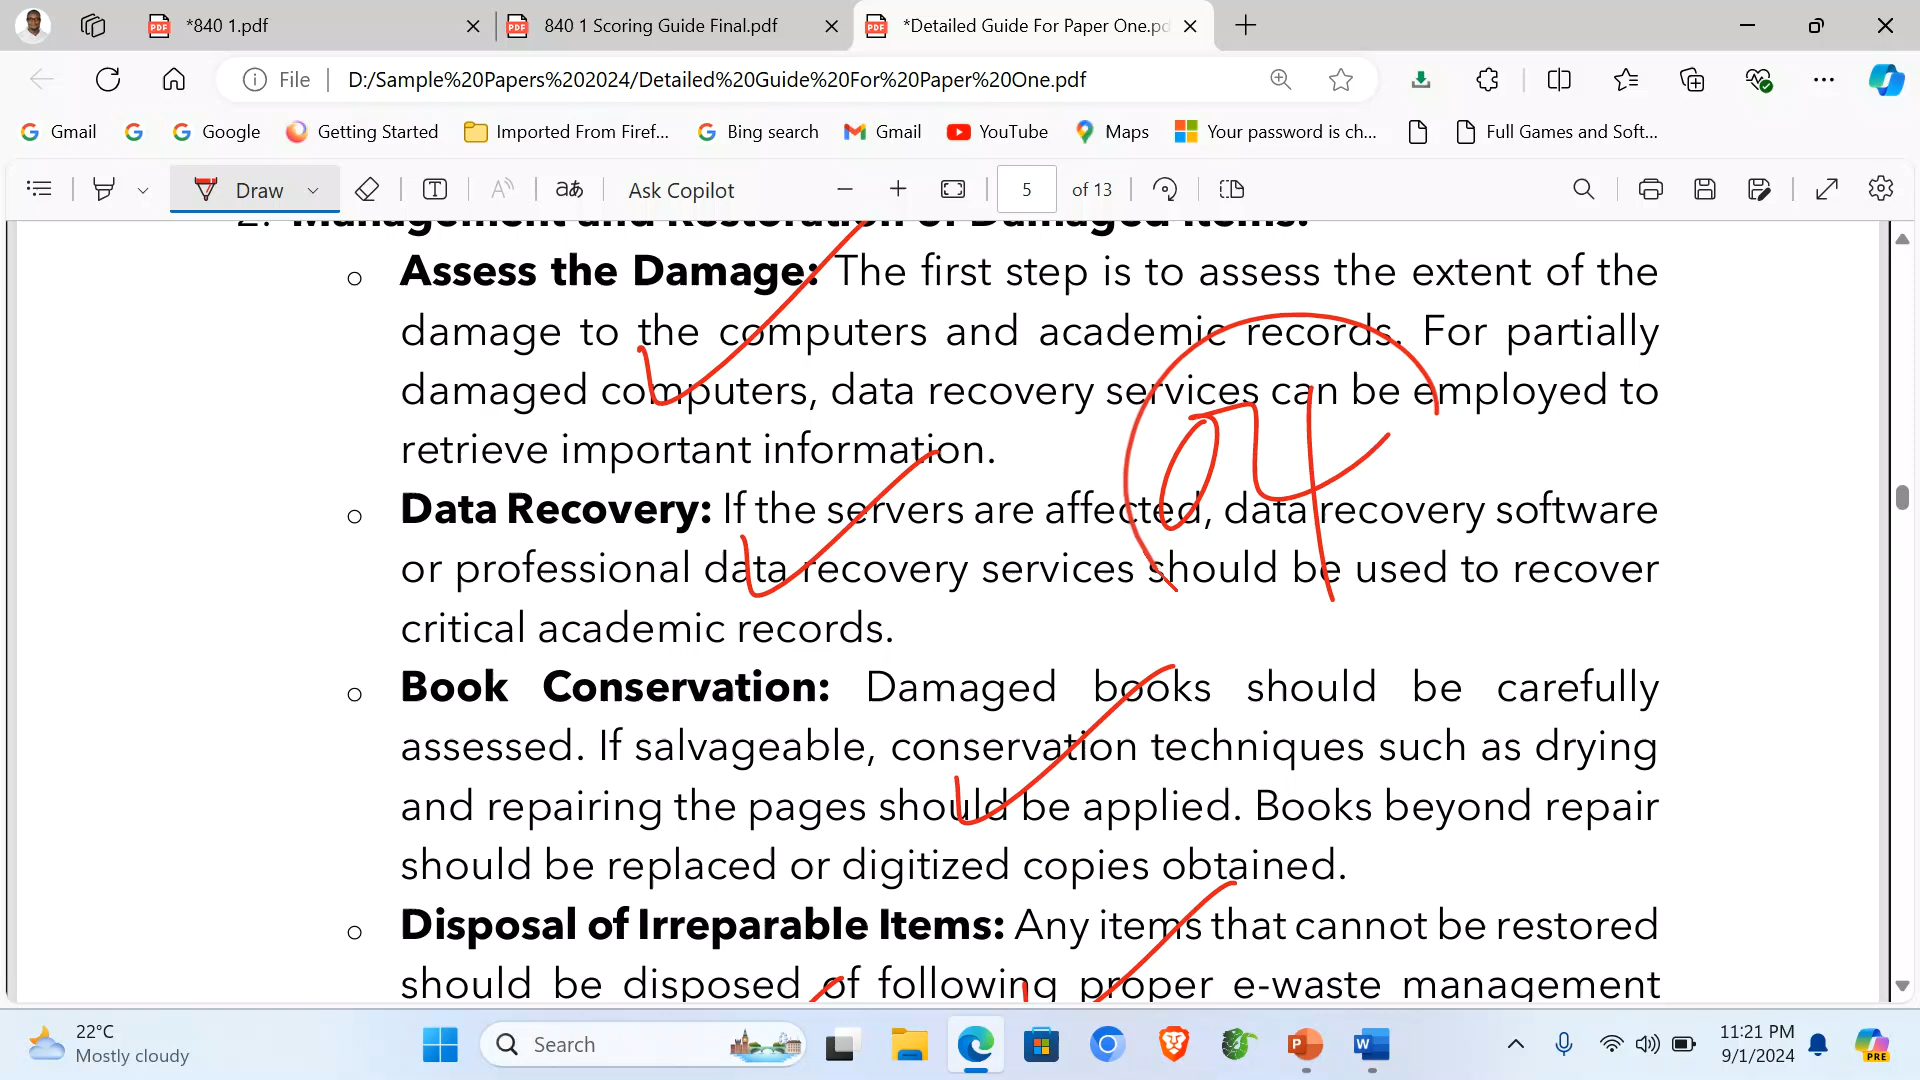 *840 1.pdf
840 1 Scoring Guide Final.pdf
*Detailed Guide For Paper One.pd
File
D:/Sample%20Papers%202024/Detailed%20Guide%20For%20Paper%20One.pdf
Gmail
Google
Getting Started
Imported From Firef...
Bing search
Gmail
YouTube
Maps
Your password is ch...
Full Games and Soft...
Draw
Ask Copilot
5
of 13
2. Management and Restoration of Damaged Items:
Assess the Damage: The first step is to assess the extent of the
damage to the computers and academic records. For partially
damaged computers, data recovery services can be employed to
retrieve important information.
04
Data Recovery: If the servers are affected, data recovery software
or professional data recovery services should be used to recover
critical academic records.
Book Conservation: Damaged books should be carefully
assessed. If salvageable, conservation techniques such as drying
and repairing the pages should be applied. Books beyond repair
should be replaced or digitized copies obtained.
Disposal of Irreparable Items: Any items that cannot be restored
should be disposed of following proper e-waste management
22°C
Mostly cloudy
Search
11:21 PM
9/1/2024